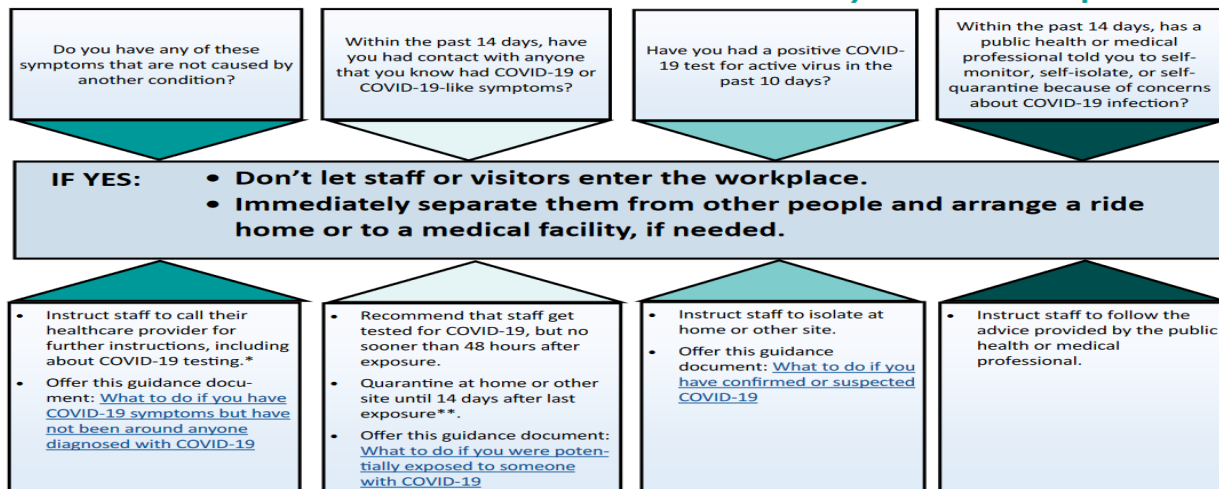 Do you have any of these
symptoms that are not caused by
another condition?
Within the past 14 days, have
you had contact with anyone
that you know had COVID-19 or
COVID-19-like symptoms?
Have you had a positive COVID-
19 test for active virus in the
past 10 days?
Within the past 14 days, has a
public health or medical
professional told you to self-
monitor, self-isolate, or self-
quarantine because of concerns
about COVID-19 infection?
IF YES:
• Don’t let staff or visitors enter the workplace.
• Immediately separate them from other people and arrange a ride
home or to a medical facility, if needed.
• Instruct staff to call their
healthcare provider for
further instructions, including
about COVID-19 testing.*
• Offer this guidance docu-
ment: What to do if you have
COVID-19 symptoms but have
not been around anyone
diagnosed with COVID-19
• Recommend that staff get
tested for COVID-19, but no
sooner than 48 hours after
exposure.
• Quarantine at home or other
site until 14 days after last
exposure**.
• Offer this guidance document:
What to do if you were poten-
tially exposed to someone
with COVID-19
• Instruct staff to isolate at
home or other site.
• Offer this guidance
document: What to do if you
have confirmed or suspected
COVID-19
• Instruct staff to follow the
advice provided by the public
health or medical
professional.